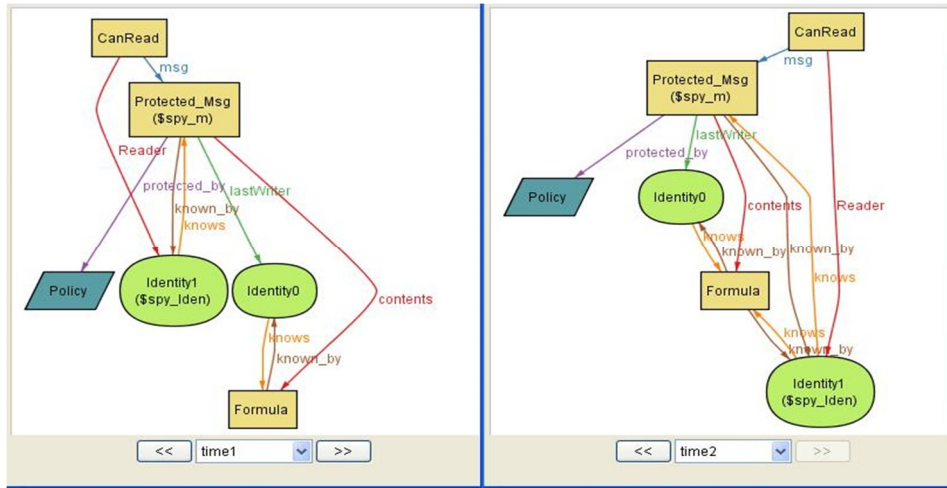 CanRead
msg
Protected_Msg
($spy_m)
Reader
protected_by
lastWriter
known_by
knows
Policy
Identity1
($spy_Iden)
Identity0
contents
knows
known_by
Formula
<<
time1
>>
CanRead
msg
Protected_Msg
($spy_m)
lastWriter
protected_by
Policy
Identity0
contents
Reader
knows
known_by
known_by
knows
Formula
knows
known_by
Identity1
($spy_Iden)
<<
time2
>>